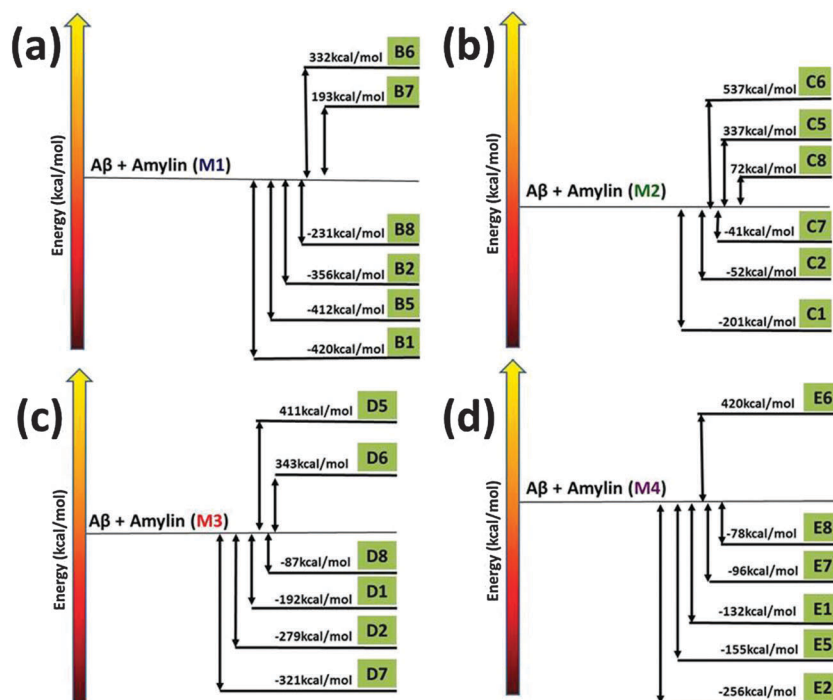 (a)
Energy (kcal/mol)
332kcal/mol B6
193kcal/mol B7
Aβ + Amylin (M1)
-231kcal/mol B8
-356kcal/mol B2
-412kcal/mol B5
-420kcal/mol B1
(b)
Energy (kcal/mol)
537kcal/mol C6
337kcal/mol C5
72kcal/mol C8
Aβ + Amylin (M2)
-41kcal/mol C7
-52kcal/mol C2
-201kcal/mol C1
(c)
Energy (kcal/mol)
411kcal/mol D5
343kcal/mol D6
Aβ + Amylin (M3)
-87kcal/mol D8
-192kcal/mol D1
-279kcal/mol D2
-321kcal/mol D7
(d)
Energy (kcal/mol)
420kcal/mol E6
Aβ + Amylin (M4)
-78kcal/mol E8
-96kcal/mol E7
-132kcal/mol E1
-155kcal/mol E5
-256kcal/mol E2